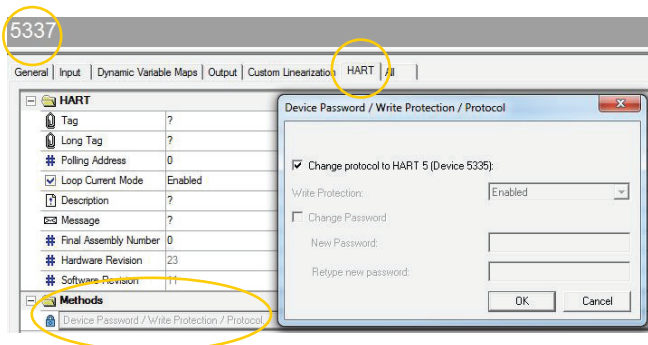 5337
General | Input | Dynamic Variable Maps | Output | Custom Linearization HART | All |
HART
Tag ?
Long Tag ?
# Polling Address 0
Loop Current Mode Enabled
Description ?
Message ?
# Final Assembly Number 0
# Hardware Revision 23
# Software Revision 11
Methods
Device Password / Write Protection / Protocol
Device Password / Write Protection / Protocol
Change protocol to HART 5 (Device 5335):
Write Protection: Enabled
Change Password
New Password:
Retype new password:
OK Cancel